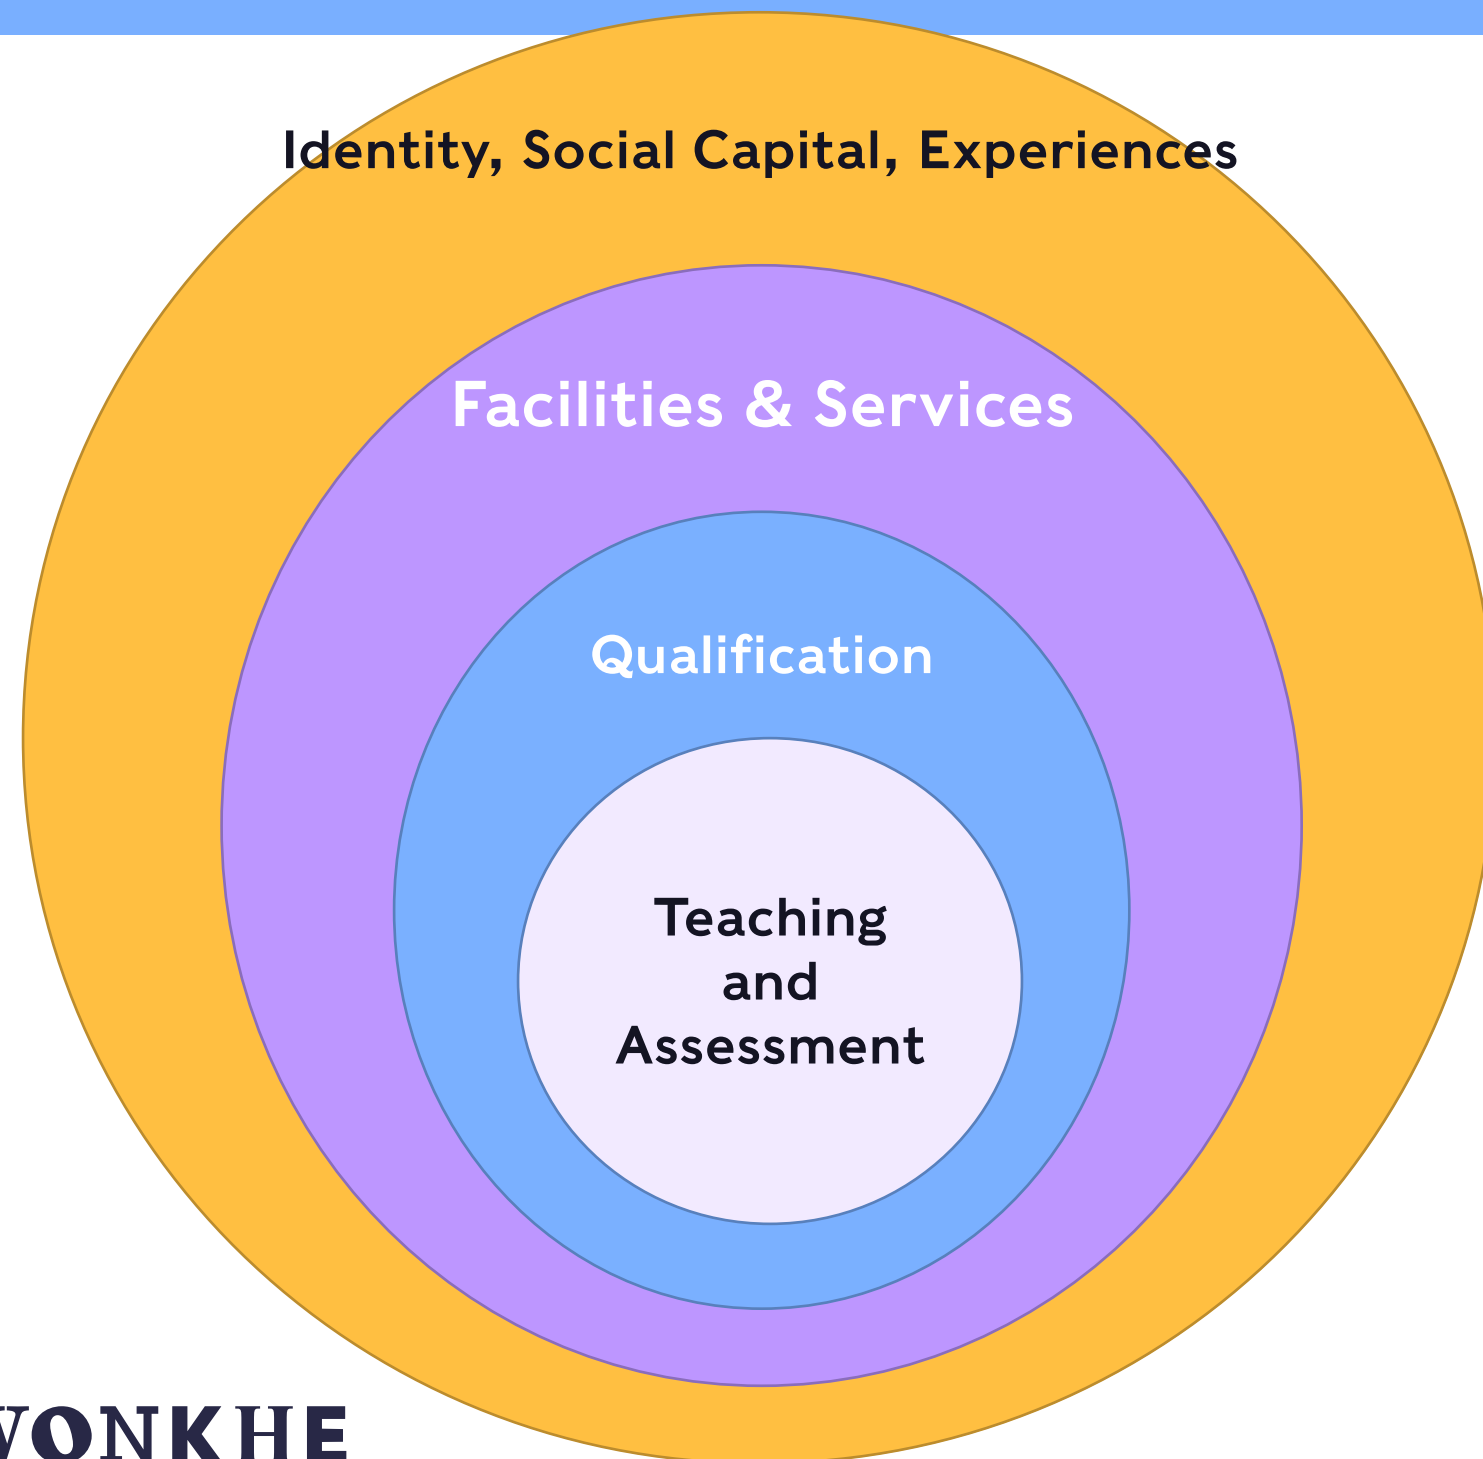 Identity, Social Capital, Experiences
Facilities & Services
Qualification
Teaching
and
Assessment
WONKHE